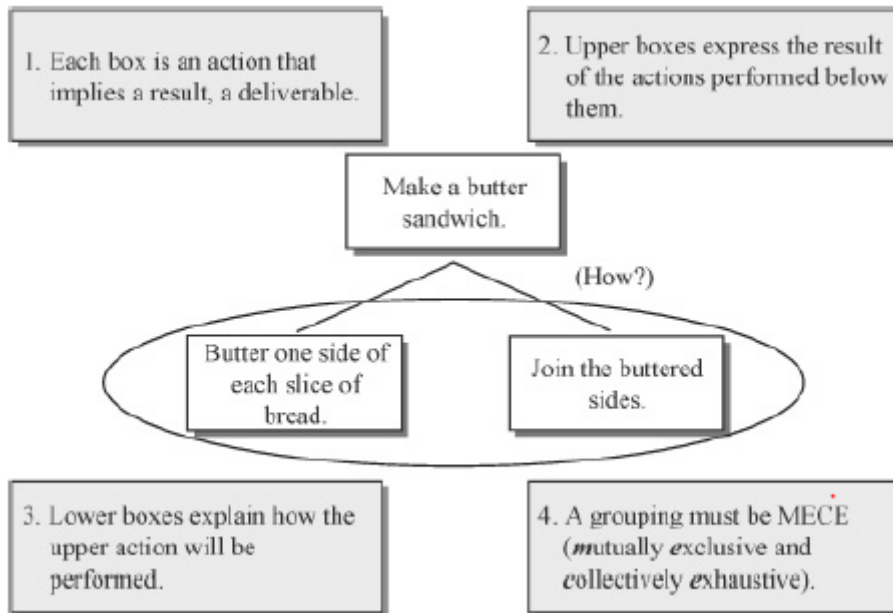 1. Each box is an action that
implies a result, a deliverable.
2. Upper boxes express the result
of the actions performed below
them.
Make a butter
sandwich.
(How?)
Butter one side of
each slice of
bread.
Join the buttered
sides.
3. Lower boxes explain how the
upper action will be
performed.
4. A grouping must be MECE
(mutually exclusive and
collectively exhaustive).